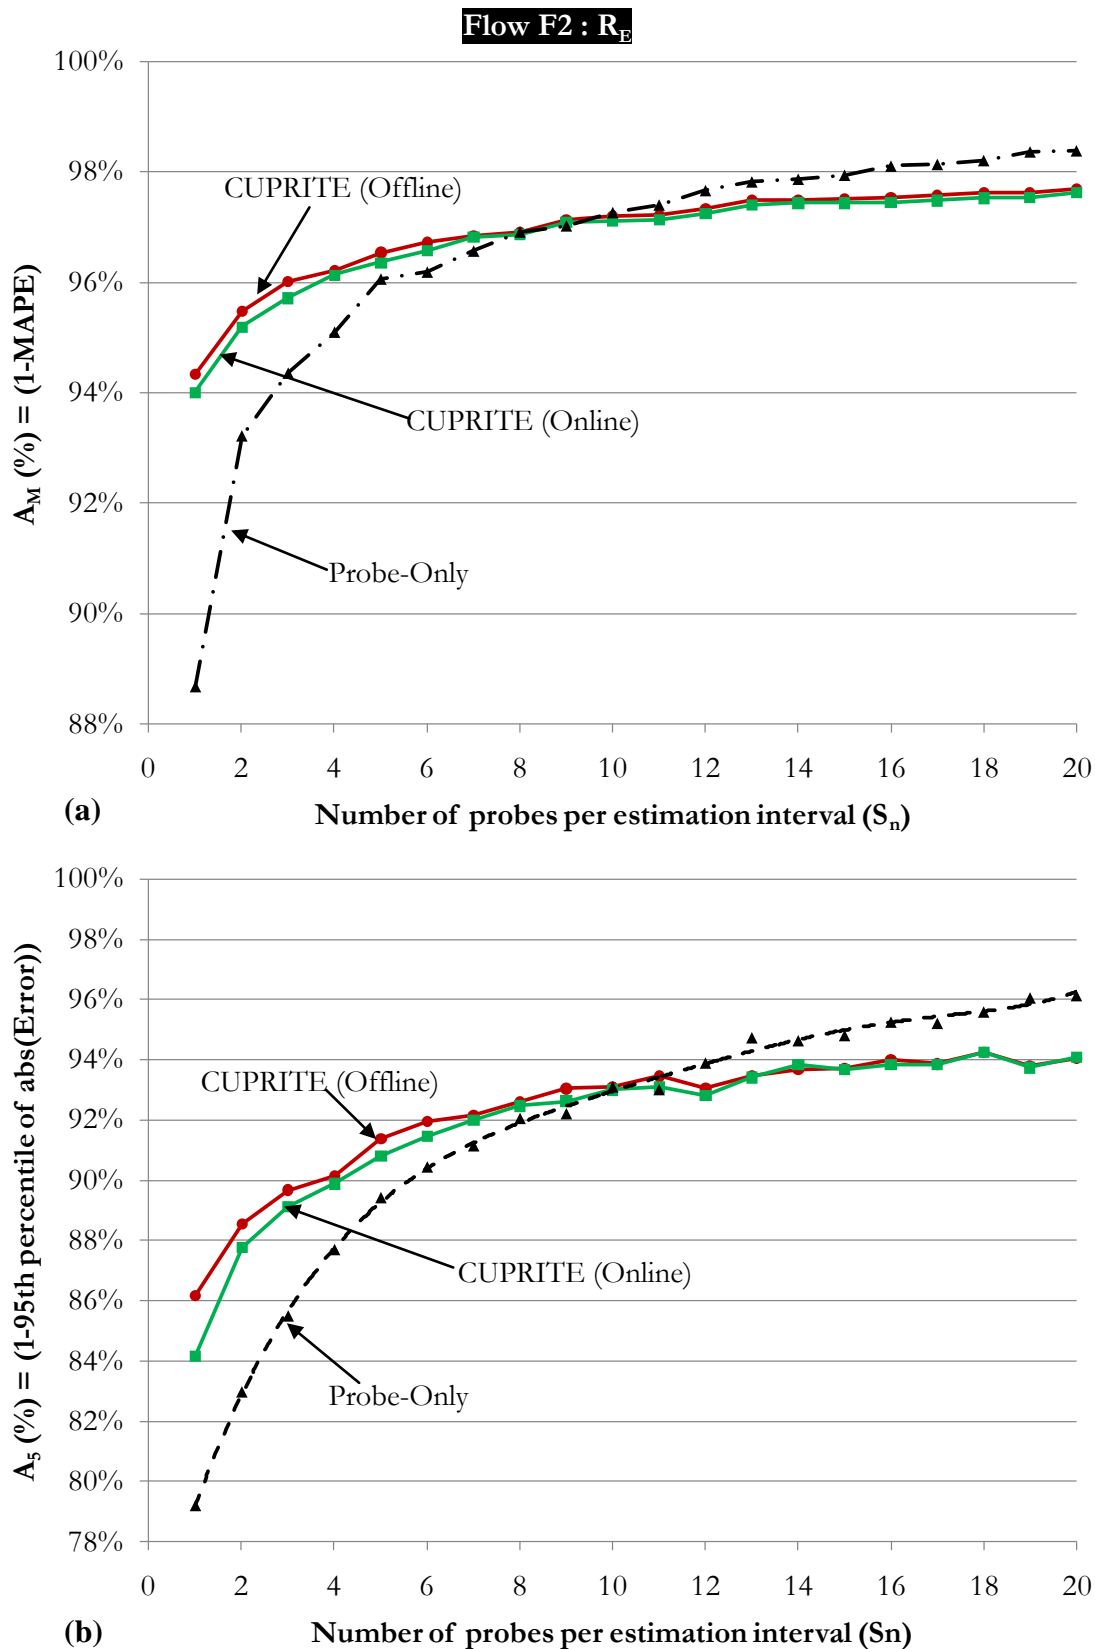 Flow F2 : R_E
100%
98%
96%
94%
92%
90%
88%
A_M (%) = (1-MAPE)
CUPRITE (Offline)
CUPRITE (Online)
Probe-Only
0 2 4 6 8 10 12 14 16 18 20
(a) Number of probes per estimation interval (S_n)
100%
98%
96%
94%
92%
90%
88%
86%
84%
82%
80%
78%
A_5 (%) = (1-95th percentile of abs(Error))
CUPRITE (Offline)
CUPRITE (Online)
Probe-Only
0 2 4 6 8 10 12 14 16 18 20
(b) Number of probes per estimation interval (Sn)